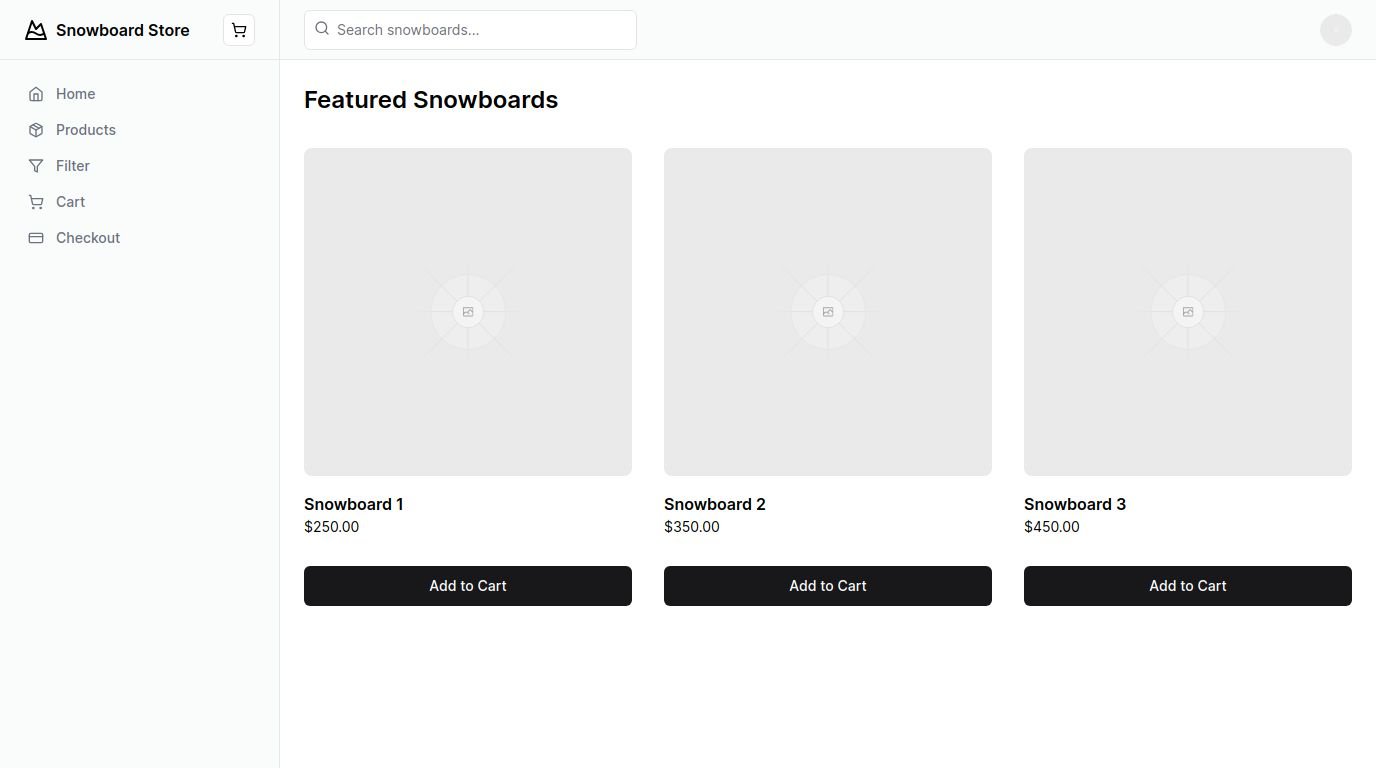 Snowboard Store
Search snowboards...
Home
Products
Filter
Cart
Checkout
Featured Snowboards
Snowboard 1
$250.00
Add to Cart
Snowboard 2
$350.00
Add to Cart
Snowboard 3
$450.00
Add to Cart